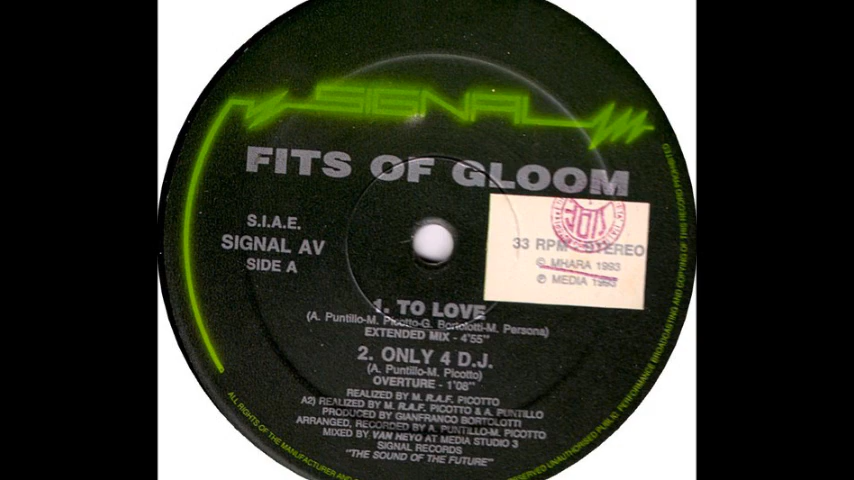 SIGNAL
FITS OF GLOOM
S.I.A.E.
SIGNAL AV
SIDE A
33 RPM - STEREO
© MHARA 1993
℗ MEDIA 1993
1. TO LOVE
(A. Puntillo-M. Picotto-G. Bortolotti-M. Persona)
EXTENDED MIX - 4'55"
2. ONLY 4 D.J.
(A. Puntillo-M. Picotto)
OVERTURE - 1'08"
REALIZED BY M. R.A.F. PICOTTO
A2) REALIZED BY M. R.A.F. PICOTTO & A. PUNTILLO
PRODUCED BY GIANFRANCO BORTOLOTTI
ARRANGED, RECORDED BY A. PUNTILLO-M. PICOTTO
MIXED BY VAN HEVO AT MEDIA STUDIO 3
SIGNAL RECORDS
"THE SOUND OF THE FUTURE"
ALL RIGHTS OF THE MANUFACTURER AND
RESERVED UNAUTHORISED PUBLIC PERFORMANCE BROADCASTING AND COPYING OF THIS RECORD PROHIBITED